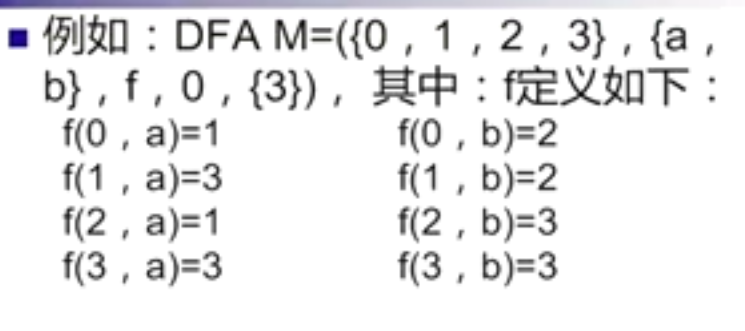 例如：DFA M=({0，1，2，3}，{a，
b}，f，0，{3})，其中：f定义如下：
f(0，a)=1 f(0，b)=2
f(1，a)=3 f(1，b)=2
f(2，a)=1 f(2，b)=3
f(3，a)=3 f(3，b)=3